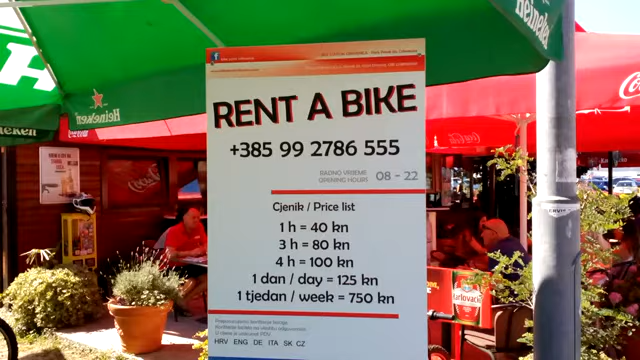 RENT A BIKE
+385 99 2786 555
RADNO VRIJEME
OPENING HOURS
08 - 22
Cjenik / Price list
1 h = 40 kn
3 h = 80 kn
4 h = 100 kn
1 dan / day = 125 kn
1 tjedan / week = 750 kn
HRV ENG DE ITA SK CZ
Heineken
Heineken
Heineken
Coca-Cola
Karlovačko